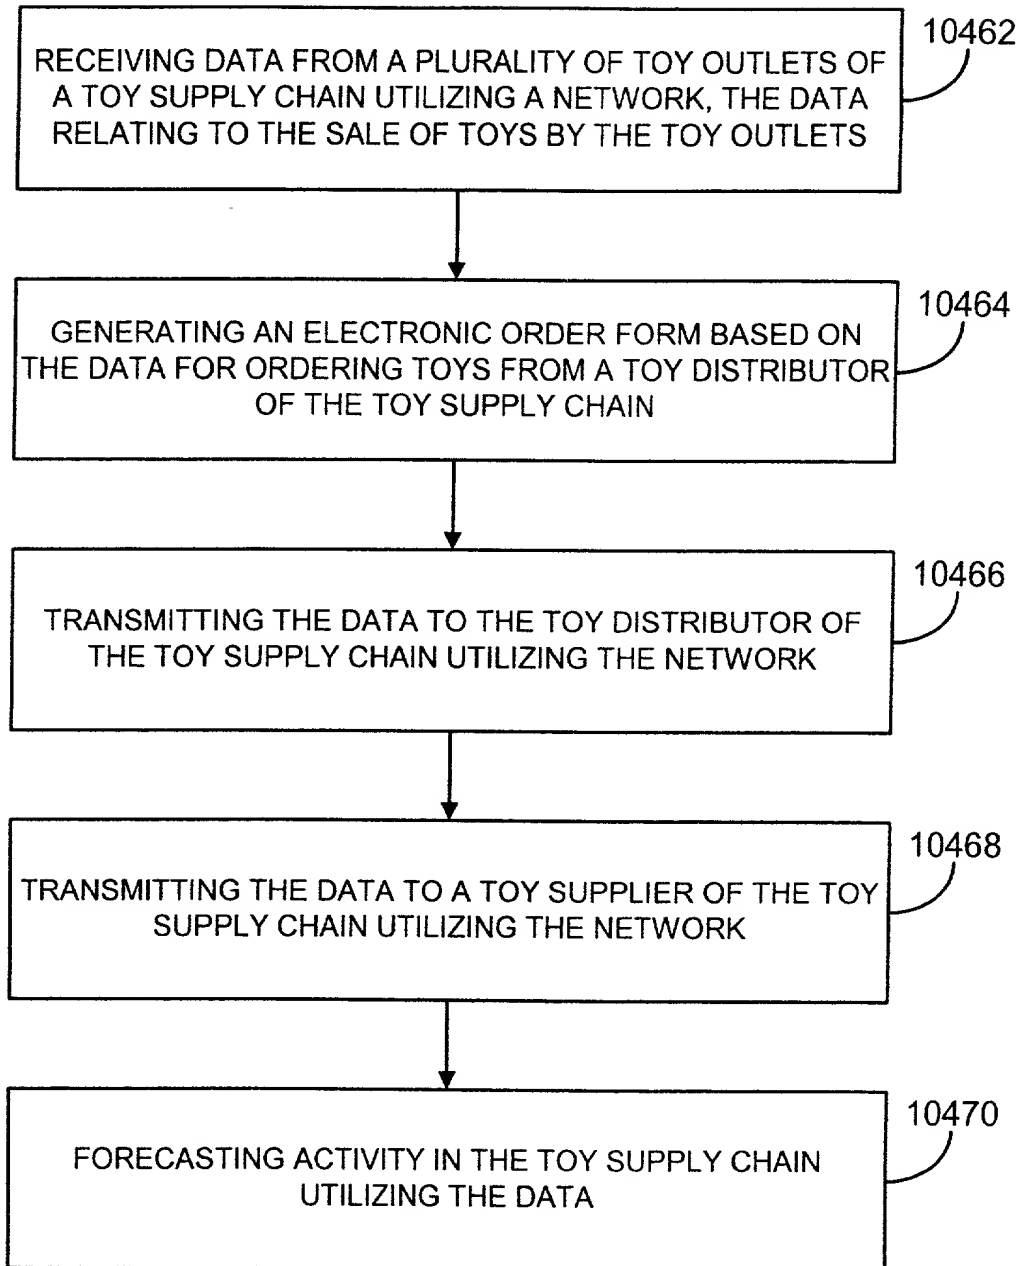 10462
RECEIVING DATA FROM A PLURALITY OF TOY OUTLETS OF
A TOY SUPPLY CHAIN UTILIZING A NETWORK, THE DATA
RELATING TO THE SALE OF TOYS BY THE TOY OUTLETS
10464
GENERATING AN ELECTRONIC ORDER FORM BASED ON
THE DATA FOR ORDERING TOYS FROM A TOY DISTRIBUTOR
OF THE TOY SUPPLY CHAIN
10466
TRANSMITTING THE DATA TO THE TOY DISTRIBUTOR OF
THE TOY SUPPLY CHAIN UTILIZING THE NETWORK
10468
TRANSMITTING THE DATA TO A TOY SUPPLIER OF THE TOY
SUPPLY CHAIN UTILIZING THE NETWORK
10470
FORECASTING ACTIVITY IN THE TOY SUPPLY CHAIN
UTILIZING THE DATA